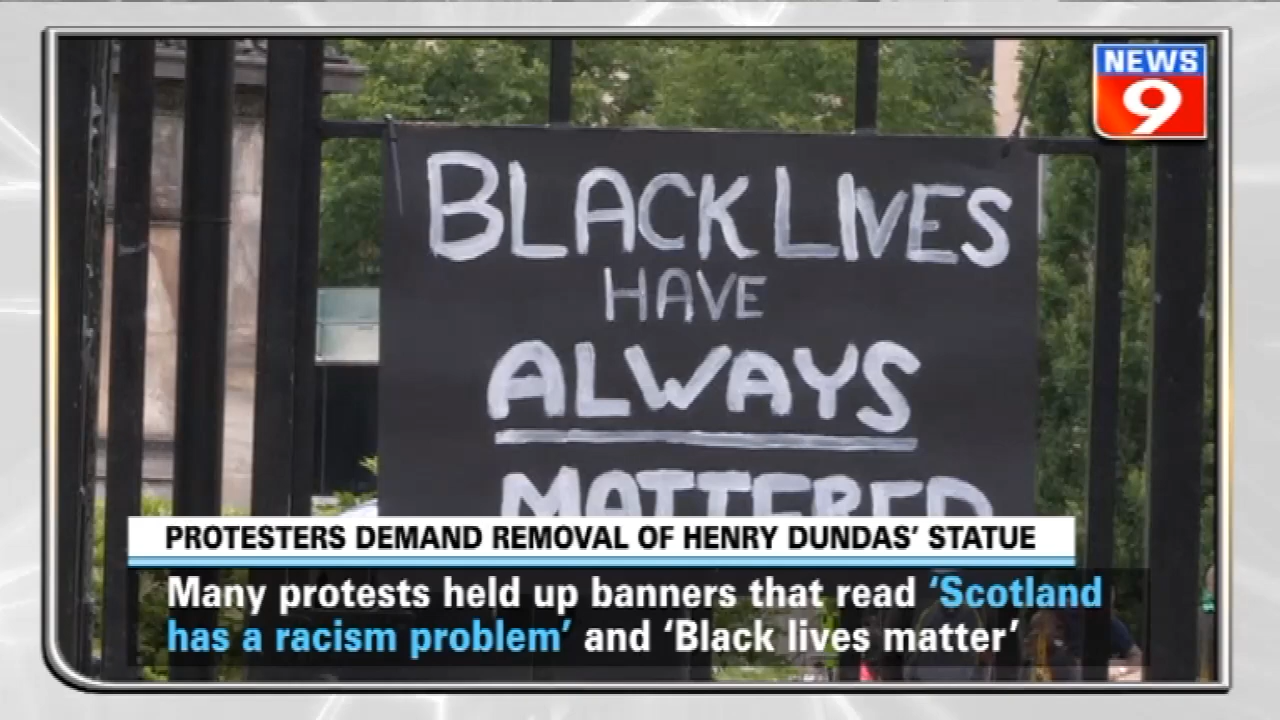 NEWS
9
BLACK LIVES
HAVE
ALWAYS
MATTERED
PROTESTERS DEMAND REMOVAL OF HENRY DUNDAS’ STATUE
Many protests held up banners that read ‘Scotland
has a racism problem’ and ‘Black lives matter’